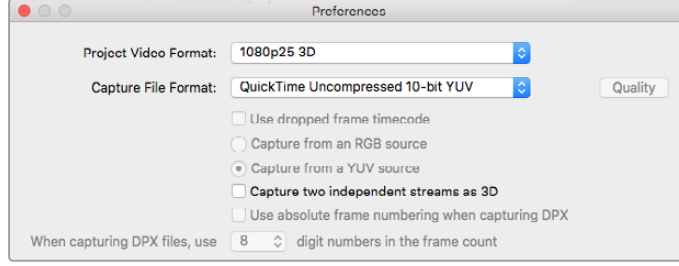 Preferences
Project Video Format: 1080p25 3D
Capture File Format: QuickTime Uncompressed 10-bit YUV Quality
Use dropped frame timecode
Capture from an RGB source
Capture from a YUV source
Capture two independent streams as 3D
Use absolute frame numbering when capturing DPX
When capturing DPX files, use 8 digit numbers in the frame count